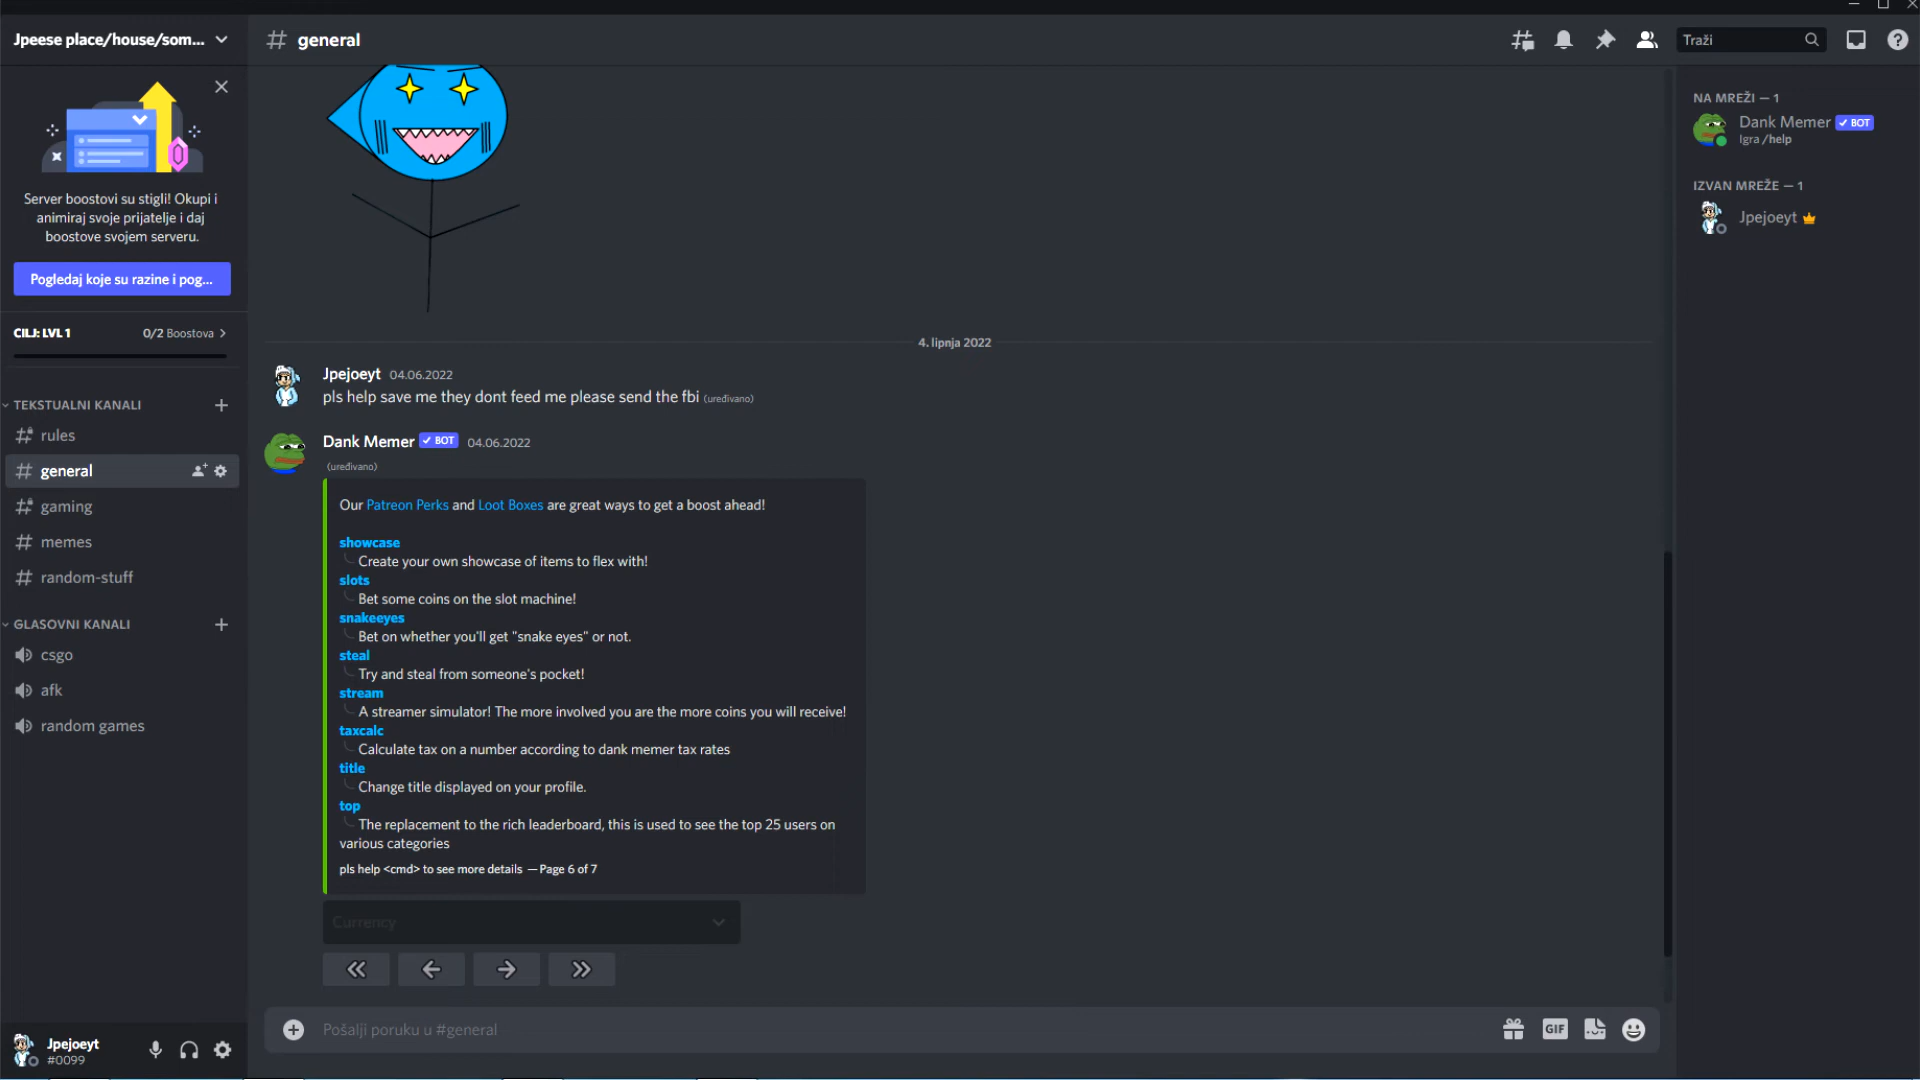 Jpeese place/house/som...
general
Traži
Server boostovi su stigli! Okupi i
animiraj svoje prijatelje i daj
boostove svojem serveru.
Pogledaj koje su razine i pog...
CILJ: LVL 1
0/2 Boostova
TEKSTUALNI KANALI
rules
general
gaming
memes
random-stuff
GLASOVNI KANALI
csgo
afk
random games
Jpejoeyt
#0099
4. lipnja 2022
Jpejoeyt 04.06.2022
pls help save me they dont feed me please send the fbi (uređivano)
Dank Memer BOT 04.06.2022
(uređivano)
Our Patreon Perks and Loot Boxes are great ways to get a boost ahead!
showcase
Create your own showcase of items to flex with!
slots
Bet some coins on the slot machine!
snakeeyes
Bet on whether you'll get "snake eyes" or not.
steal
Try and steal from someone's pocket!
stream
A streamer simulator! The more involved you are the more coins you will receive!
taxcalc
Calculate tax on a number according to dank memer tax rates
title
Change title displayed on your profile.
top
The replacement to the rich leaderboard, this is used to see the top 25 users on
various categories
pls help <cmd> to see more details — Page 6 of 7
Currency
Pošalji poruku u #general
GIF
NA MREŽI — 1
Dank Memer BOT
Igra /help
IZVAN MREŽE — 1
Jpejoeyt